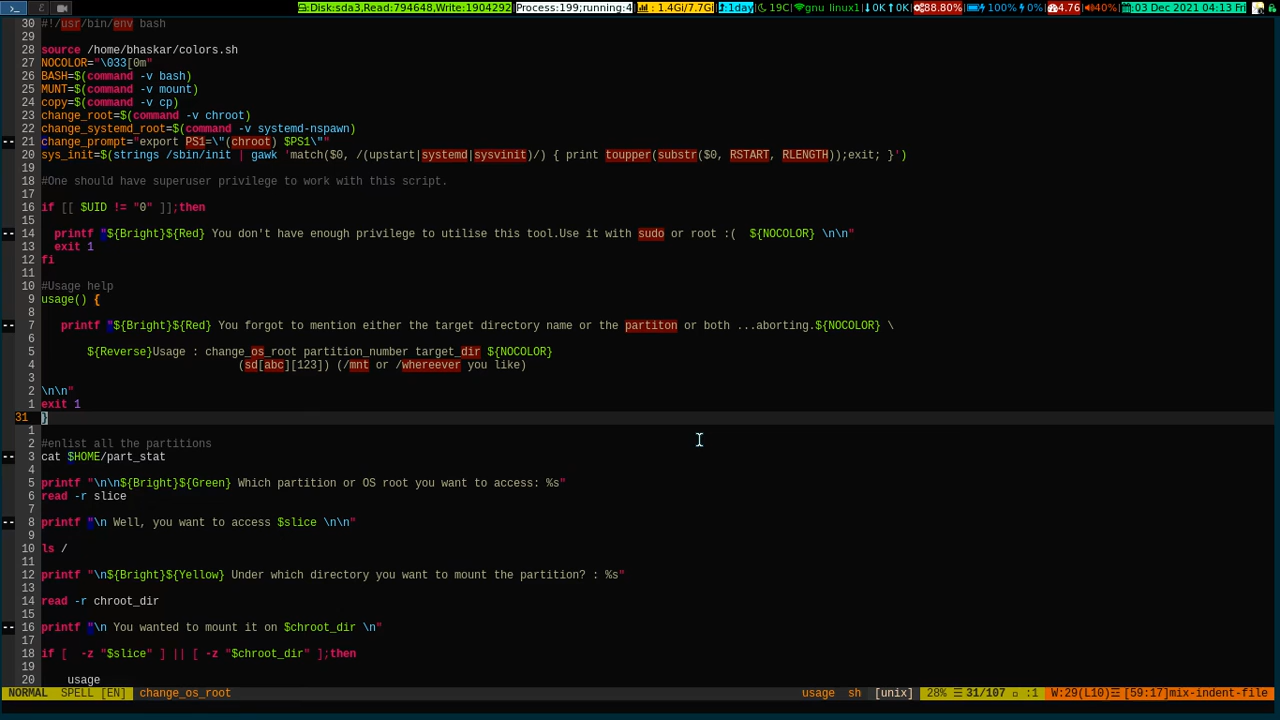 Disk:sda3,Read:794648,Write:1904292 Process:199;running:4 : 1.4Gi/7.7Gi 1day 19C gnu linux1 0K 0K 88.80% 100% 0% 4.76 40% :03 Dec 2021 04:13 Fri
30 #!/usr/bin/env bash
29
28 source /home/bhaskar/colors.sh
27 NOCOLOR="\033[0m"
26 BASH=$(command -v bash)
25 MUNT=$(command -v mount)
24 copy=$(command -v cp)
23 change_root=$(command -v chroot)
22 change_systemd_root=$(command -v systemd-nspawn)
-- 21 change_prompt="export PS1=\"(chroot) $PS1\""
20 sys_init=$(strings /sbin/init | gawk 'match($0, /(upstart|systemd|sysvinit)/) { print toupper(substr($0, RSTART, RLENGTH));exit; }')
19
18 #One should have superuser privilege to work with this script.
17
16 if [[ $UID != "0" ]];then
15
-- 14 printf "${Bright}${Red} You don't have enough privilege to utilise this tool.Use it with sudo or root :(  ${NOCOLOR} \n\n"
13 exit 1
12 fi
11
10 #Usage help
9 usage() {
8
-- 7 printf "${Bright}${Red} You forgot to mention either the target directory name or the partiton or both ...aborting.${NOCOLOR} \
6
5 ${Reverse}Usage : change_os_root partition_number target_dir ${NOCOLOR}
4 (sd[abc][123]) (/mnt or /whereever you like)
3
2 \n\n"
1 exit 1
31 }
1
2 #enlist all the partitions
-- 3 cat $HOME/part_stat
4
5 printf "\n\n${Bright}${Green} Which partition or OS root you want to access: %s"
6 read -r slice
7
-- 8 printf "\n Well, you want to access $slice \n\n"
9
10 ls /
11
12 printf "\n${Bright}${Yellow} Under which directory you want to mount the partition? : %s"
13
14 read -r chroot_dir
15
-- 16 printf "\n You wanted to mount it on $chroot_dir \n"
17
18 if [  -z "$slice" ] || [ -z "$chroot_dir" ];then
19
20 usage
NORMAL SPELL [EN] change_os_root usage sh [unix] 28% ☰ 31/107 :1 W:29(L10)☲ [59:17]mix-indent-file